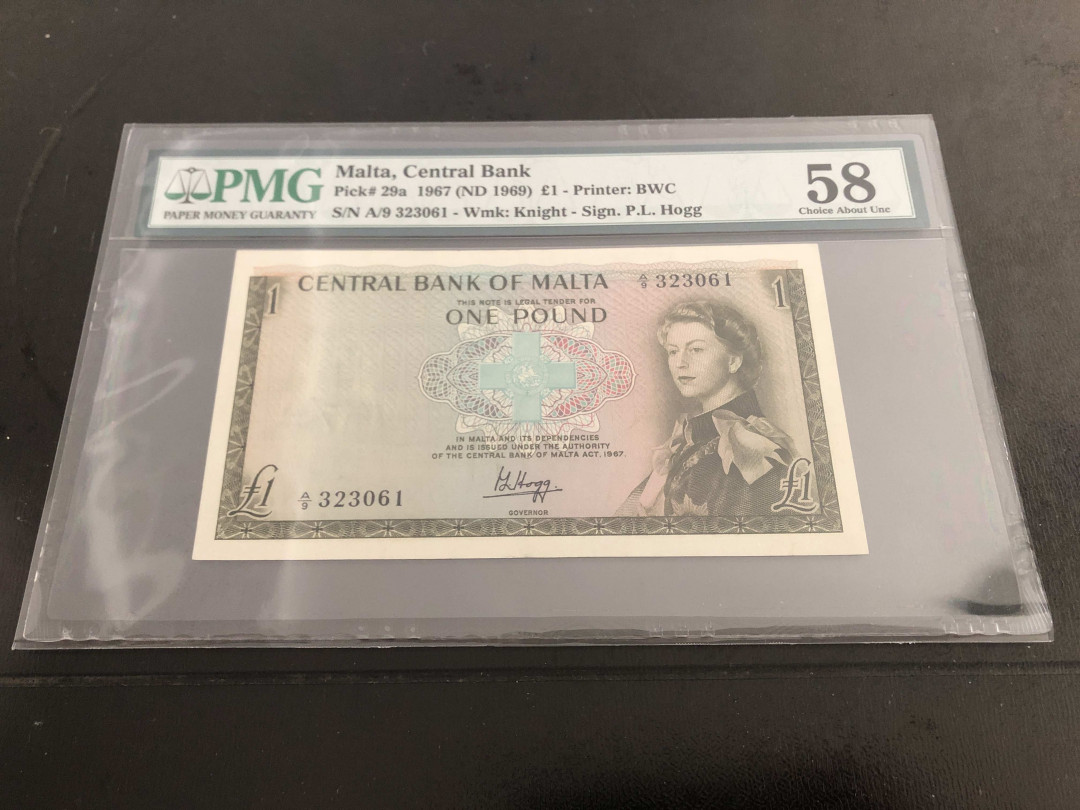 PMG
PAPER MONEY GUARANTY
Malta, Central Bank
Pick# 29a 1967 (ND 1969) £1 - Printer: BWC
S/N A/9 323061 - Wmk: Knight - Sign. P.L. Hogg
58
Choice About Unc
1
CENTRAL BANK OF MALTA
A/9 323061
1
THIS NOTE IS LEGAL TENDER FOR
ONE POUND
IN MALTA AND ITS DEPENDENCIES
AND IS ISSUED UNDER THE AUTHORITY
OF THE CENTRAL BANK OF MALTA ACT, 1967.
£1
A/9 323061
P.L. Hogg.
GOVERNOR
£1